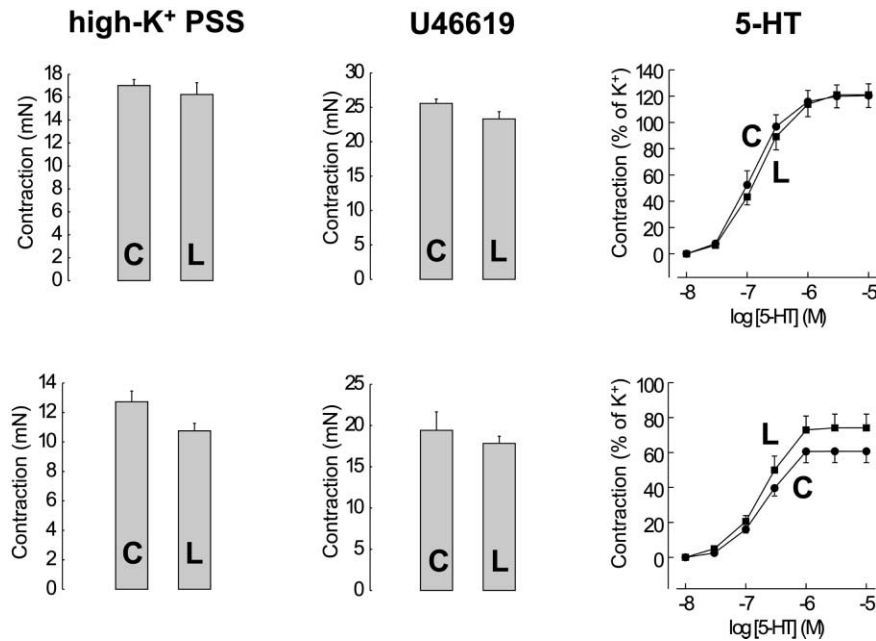 high-K⁺ PSS
U46619
5-HT
Contraction (mN)
18
16
14
12
10
8
6
4
2
0
C
L
Contraction (mN)
30
25
20
15
10
5
0
C
L
Contraction (% of K⁺)
140
120
100
80
60
40
20
0
C
L
-8
-7
-6
-5
log [5-HT] (M)
Contraction (mN)
14
12
10
8
6
4
2
0
C
L
Contraction (mN)
25
20
15
10
5
0
C
L
Contraction (% of K⁺)
100
80
60
40
20
0
L
C
-8
-7
-6
-5
log [5-HT] (M)